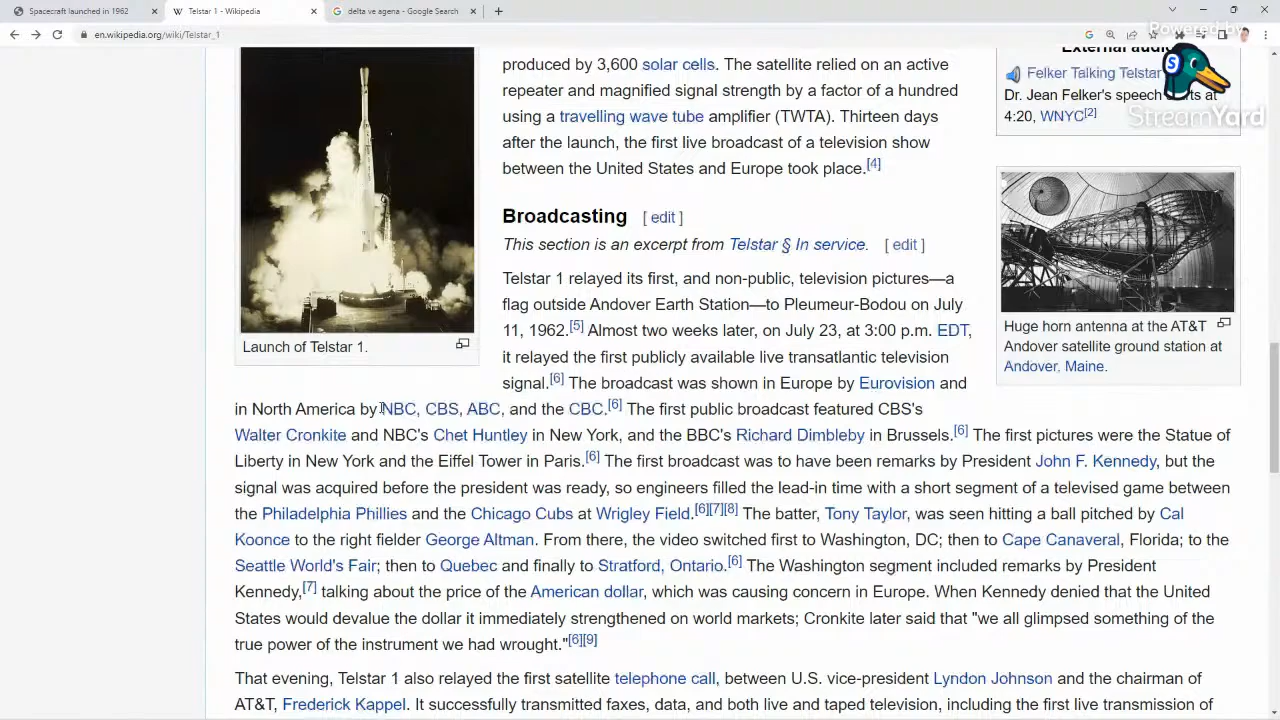 Spacecraft launched in 1962
Telstar 1 - Wikipedia
delta ve agena - Google Search
en.wikipedia.org/wiki/Telstar_1
Powered by
StreamYard
produced by 3,600 solar cells. The satellite relied on an active
repeater and magnified signal strength by a factor of a hundred
using a travelling wave tube amplifier (TWTA). Thirteen days
after the launch, the first live broadcast of a television show
between the United States and Europe took place.[4]
External audio
Felker Talking Telstar
Dr. Jean Felker's speech starts at
4:20, WNYC[2]
Launch of Telstar 1.
Huge horn antenna at the AT&T
Andover satellite ground station at
Andover, Maine.
Broadcasting [ edit ]
This section is an excerpt from Telstar § In service. [ edit ]
Telstar 1 relayed its first, and non-public, television pictures—a
flag outside Andover Earth Station—to Pleumeur-Bodou on July
11, 1962.[5] Almost two weeks later, on July 23, at 3:00 p.m. EDT,
it relayed the first publicly available live transatlantic television
signal.[6] The broadcast was shown in Europe by Eurovision and
in North America by NBC, CBS, ABC, and the CBC.[6] The first public broadcast featured CBS's
Walter Cronkite and NBC's Chet Huntley in New York, and the BBC's Richard Dimbleby in Brussels.[6] The first pictures were the Statue of
Liberty in New York and the Eiffel Tower in Paris.[6] The first broadcast was to have been remarks by President John F. Kennedy, but the
signal was acquired before the president was ready, so engineers filled the lead-in time with a short segment of a televised game between
the Philadelphia Phillies and the Chicago Cubs at Wrigley Field.[6][7][8] The batter, Tony Taylor, was seen hitting a ball pitched by Cal
Koonce to the right fielder George Altman. From there, the video switched first to Washington, DC; then to Cape Canaveral, Florida; to the
Seattle World's Fair; then to Quebec and finally to Stratford, Ontario.[6] The Washington segment included remarks by President
Kennedy,[7] talking about the price of the American dollar, which was causing concern in Europe. When Kennedy denied that the United
States would devalue the dollar it immediately strengthened on world markets; Cronkite later said that "we all glimpsed something of the
true power of the instrument we had wrought."[6][9]
That evening, Telstar 1 also relayed the first satellite telephone call, between U.S. vice-president Lyndon Johnson and the chairman of
AT&T, Frederick Kappel. It successfully transmitted faxes, data, and both live and taped television, including the first live transmission of